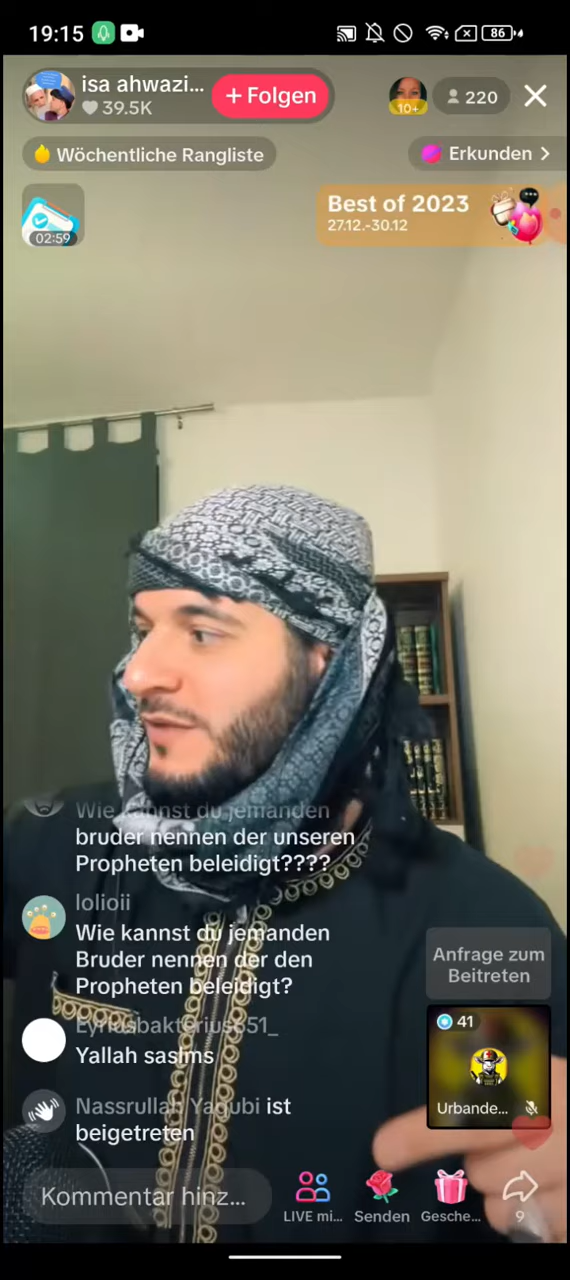 19:15
86
isa ahwazi...
+ Folgen
39.5K
10+
220
Wöchentliche Rangliste
Erkunden
Best of 2023
27.12.-30.12
02:59
Wie kannst du jemanden
bruder nennen der unseren
Propheten beleidigt????
lolioii
Wie kannst du jemanden
Bruder nennen der den
Propheten beleidigt?
Anfrage zum
Beitreten
41
Yallah saslms
Urbande...
Nassrullah Yaqubi ist
beigetreten
Kommentar hinz...
LIVE mi...
Senden
Gesche...
9